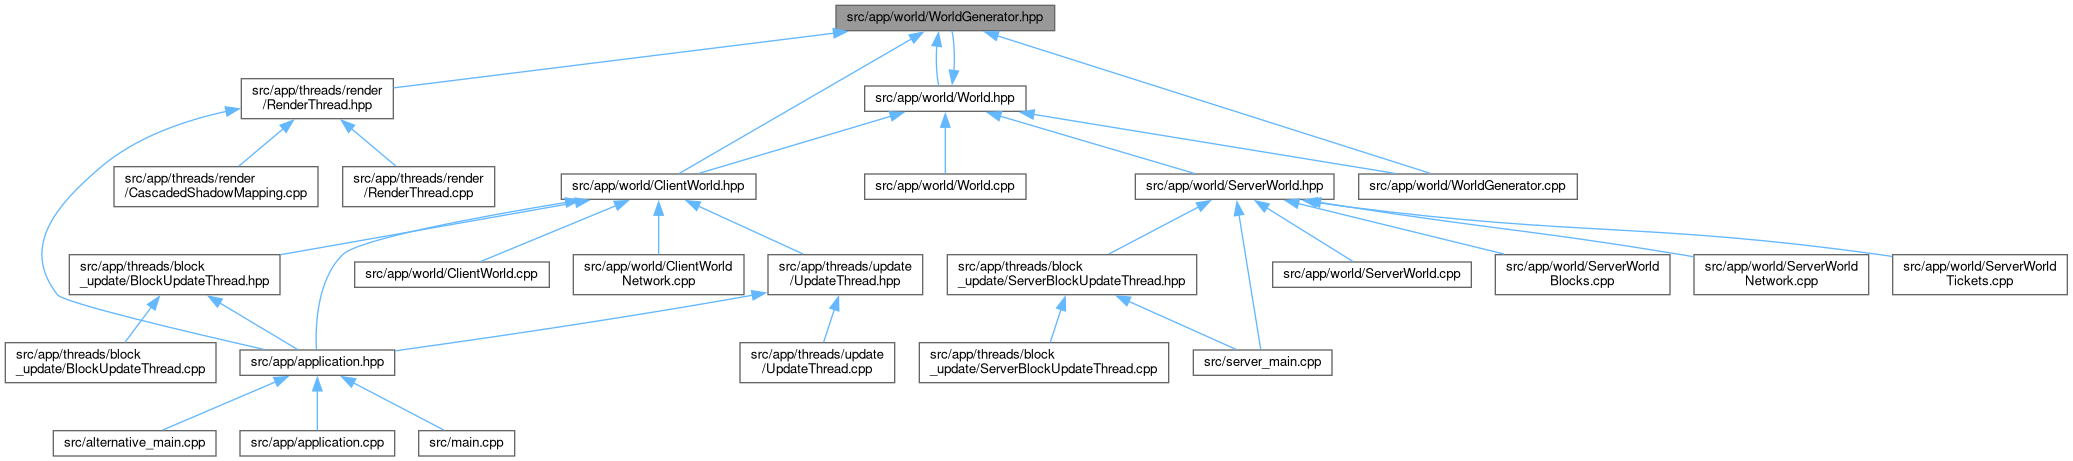 src/app/world/WorldGenerator.hpp
src/app/threads/render
/RenderThread.hpp
src/app/world/World.hpp
src/app/threads/render
/CascadedShadowMapping.cpp
src/app/threads/render
/RenderThread.cpp
src/app/world/ClientWorld.hpp
src/app/world/World.cpp
src/app/world/ServerWorld.hpp
src/app/world/WorldGenerator.cpp
src/app/threads/block
_update/BlockUpdateThread.hpp
src/app/world/ClientWorld.cpp
src/app/world/ClientWorld
Network.cpp
src/app/threads/update
/UpdateThread.hpp
src/app/threads/block
_update/ServerBlockUpdateThread.hpp
src/app/world/ServerWorld.cpp
src/app/world/ServerWorld
Blocks.cpp
src/app/world/ServerWorld
Network.cpp
src/app/world/ServerWorld
Tickets.cpp
src/app/threads/block
_update/BlockUpdateThread.cpp
src/app/application.hpp
src/app/threads/update
/UpdateThread.cpp
src/app/threads/block
_update/ServerBlockUpdateThread.cpp
src/server_main.cpp
src/alternative_main.cpp
src/app/application.cpp
src/main.cpp